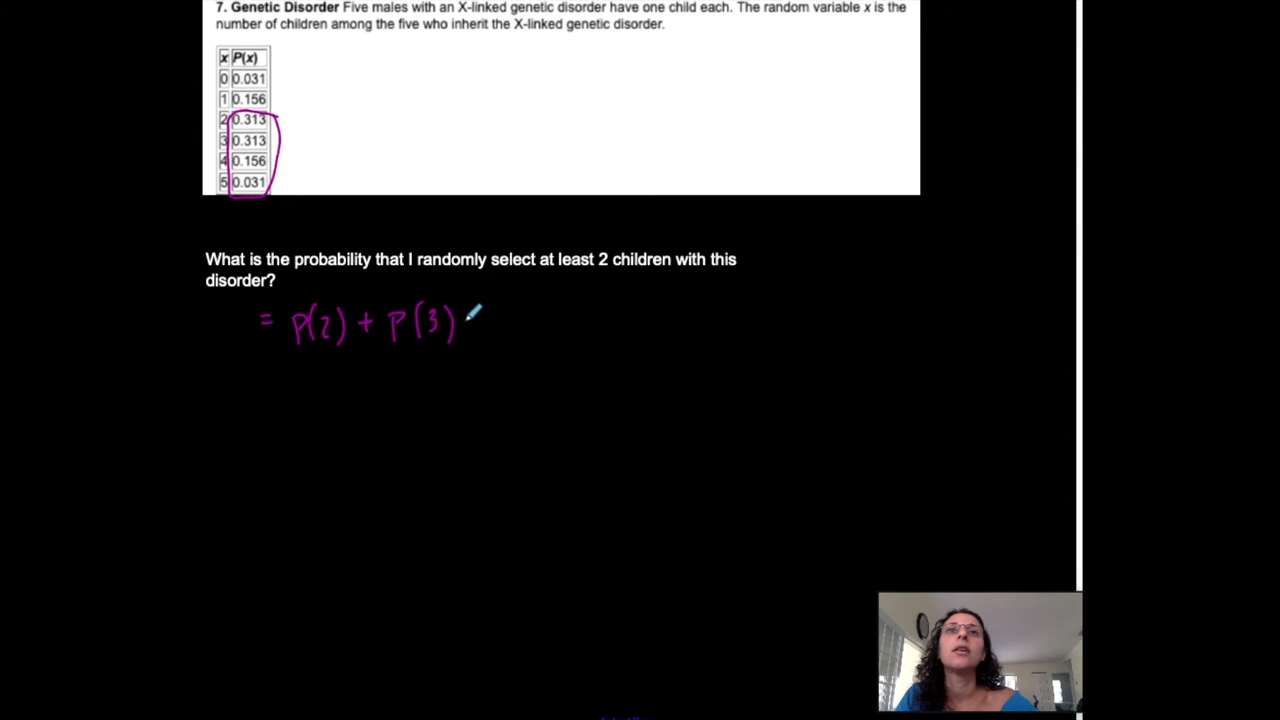 7. Genetic Disorder Five males with an X-linked genetic disorder have one child each. The random variable x is the
number of children among the five who inherit the X-linked genetic disorder.
x P(x)
0 0.031
1 0.156
2 0.313
3 0.313
4 0.156
5 0.031
What is the probability that I randomly select at least 2 children with this
disorder?
= P(2) + P(3)